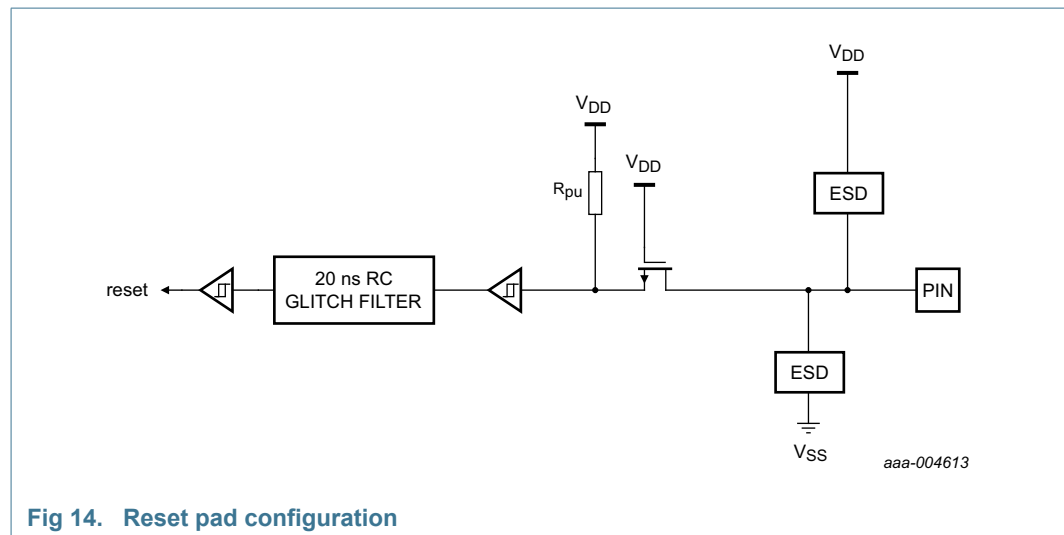 VDD
VDD
VDD
Rpu
ESD
reset
20 ns RC
GLITCH FILTER
PIN
ESD
VSS
aaa-004613
Fig 14. Reset pad configuration